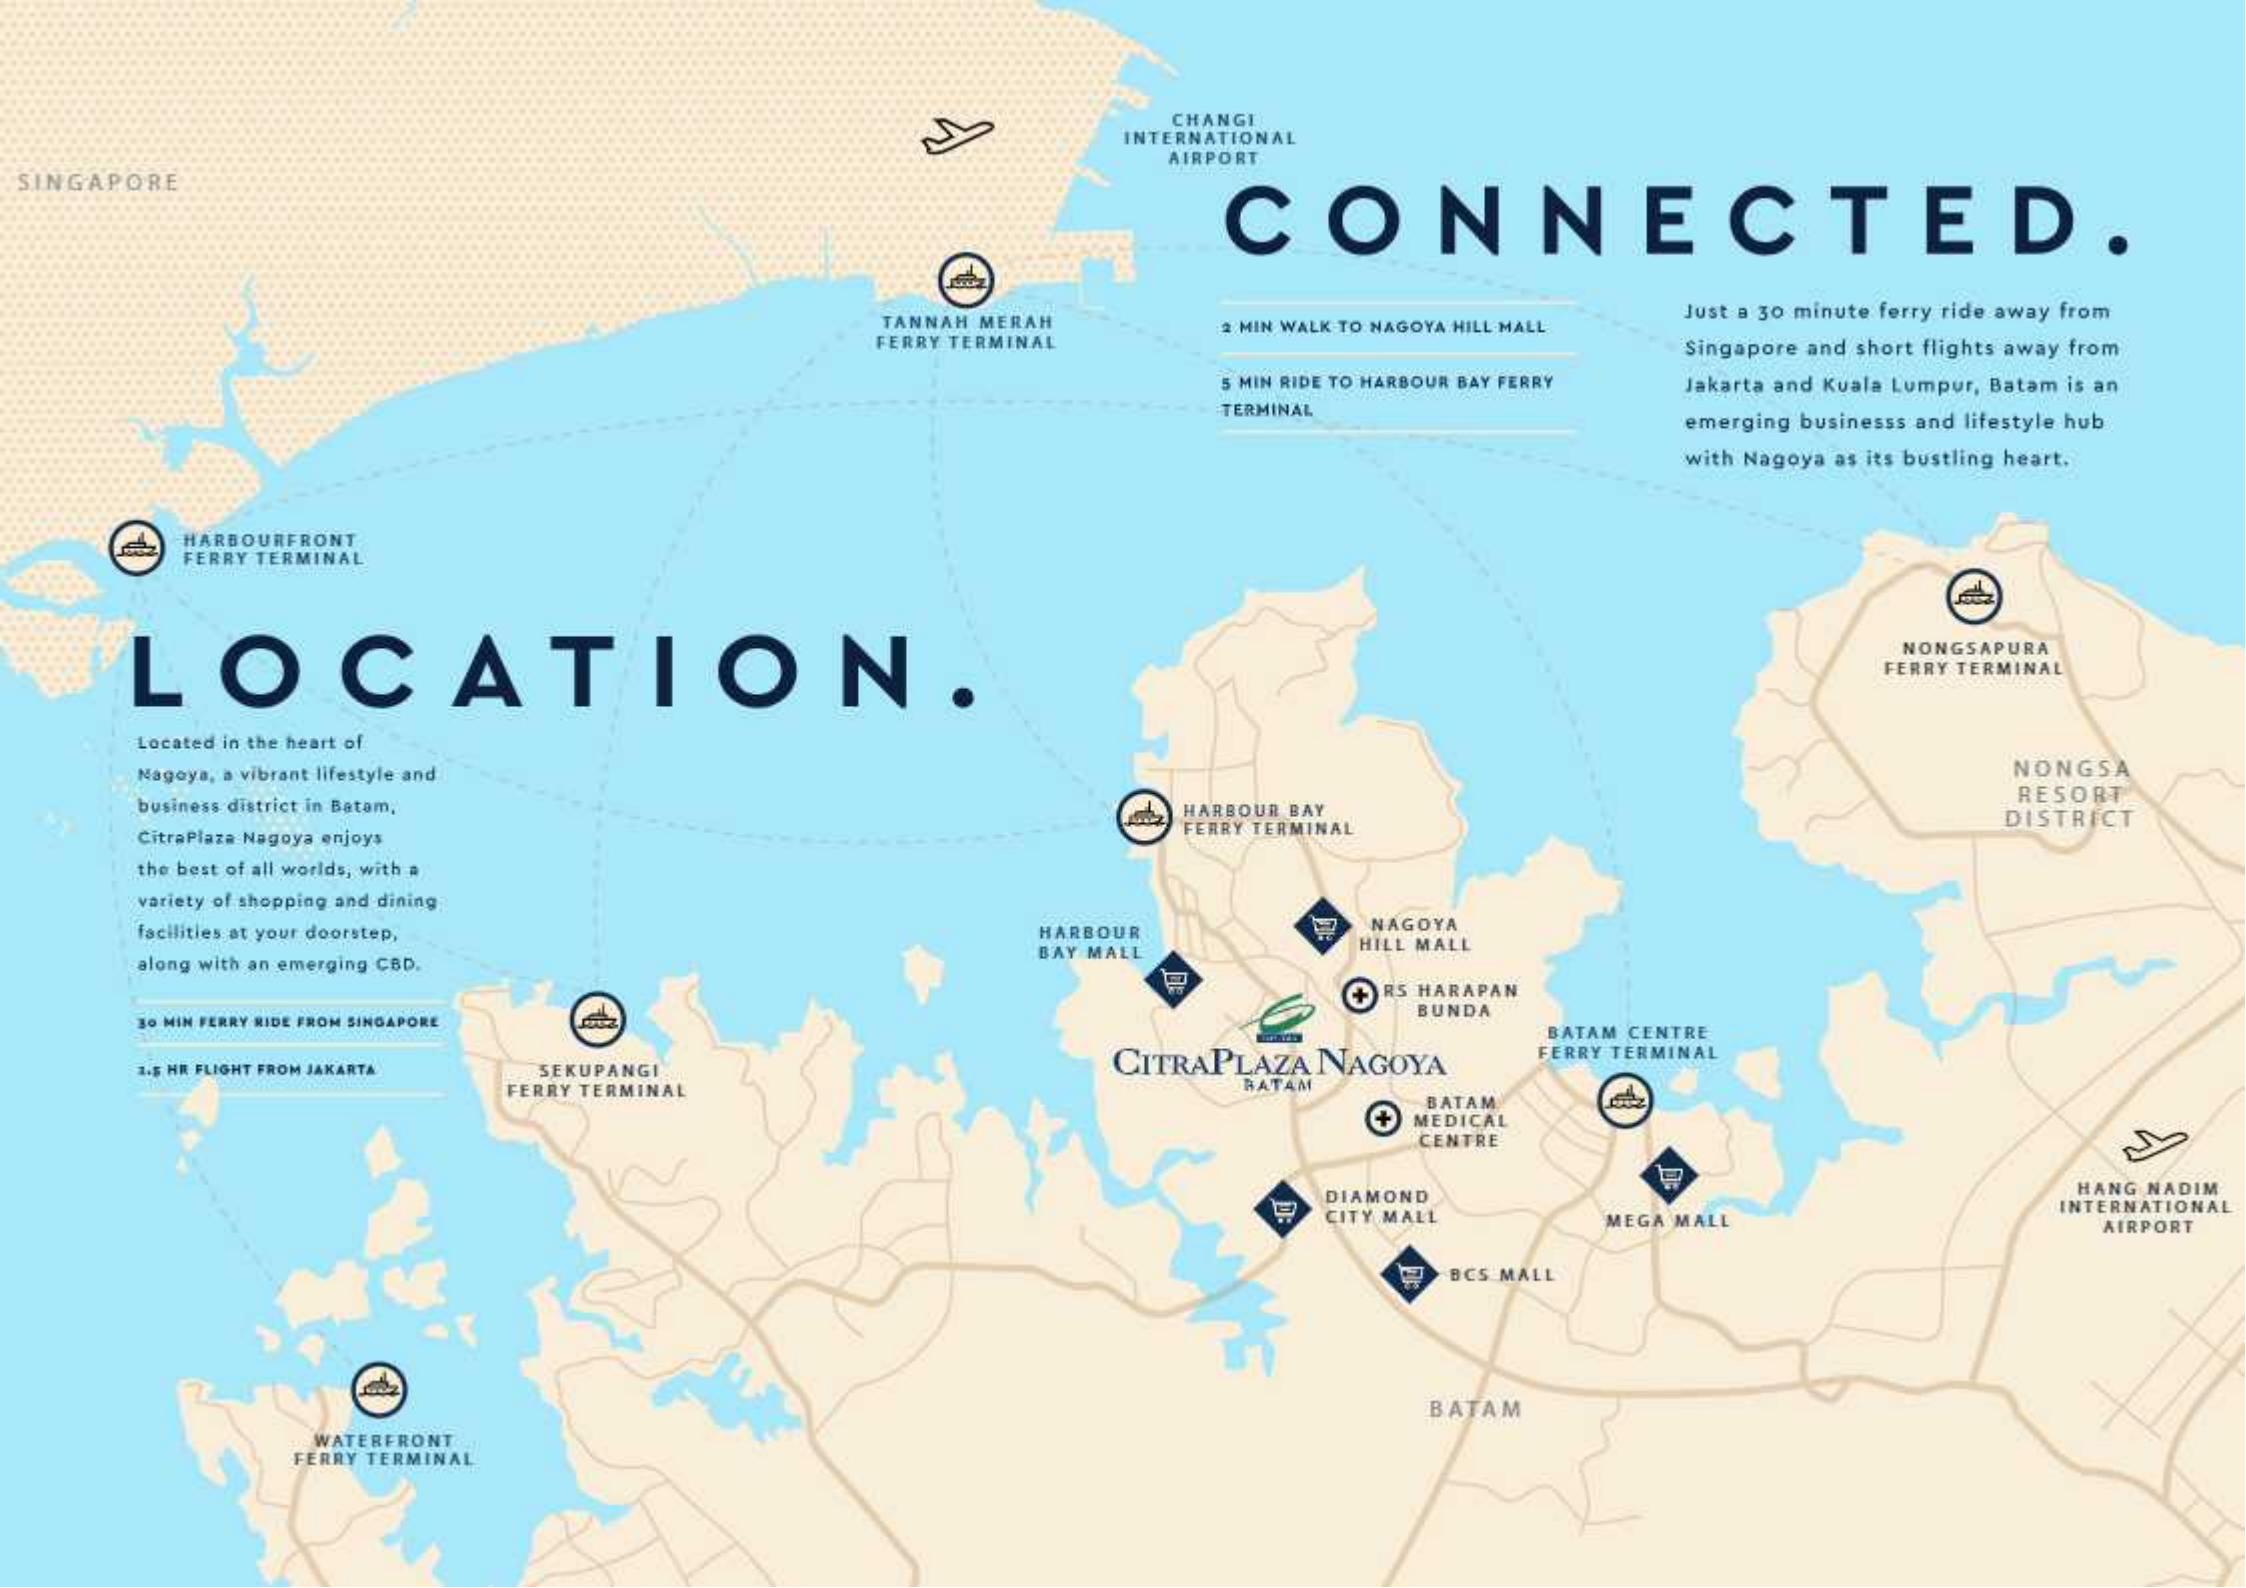 CHANGI
INTERNATIONAL
AIRPORT
SINGAPORE
CONNECTED.
TANNAH MERAH
FERRY TERMINAL
2 MIN WALK TO NAGOYA HILL MALL
5 MIN RIDE TO HARBOUR BAY FERRY
TERMINAL
Just a 30 minute ferry ride away from
Singapore and short flights away from
Jakarta and Kuala Lumpur, Batam is an
emerging businesss and lifestyle hub
with Nagoya as its bustling heart.
HARBOURFRONT
FERRY TERMINAL
LOCATION.
Located in the heart of
Nagoya, a vibrant lifestyle and
business district in Batam,
CitraPlaza Nagoya enjoys
the best of all worlds, with a
variety of shopping and dining
facilities at your doorstep,
along with an emerging CBD.
30 MIN FERRY RIDE FROM SINGAPORE
1.5 HR FLIGHT FROM JAKARTA
NONGSAPURA
FERRY TERMINAL
NONGSA
RESORT
DISTRICT
HARBOUR BAY
FERRY TERMINAL
HARBOUR
BAY MALL
NAGOYA
HILL MALL
RS HARAPAN
BUNDA
CITRAPLAZA NAGOYA
BATAM
BATAM CENTRE
FERRY TERMINAL
SEKUPANGI
FERRY TERMINAL
BATAM
MEDICAL
CENTRE
DIAMOND
CITY MALL
MEGA MALL
HANG NADIM
INTERNATIONAL
AIRPORT
BCS MALL
BATAM
WATERFRONT
FERRY TERMINAL